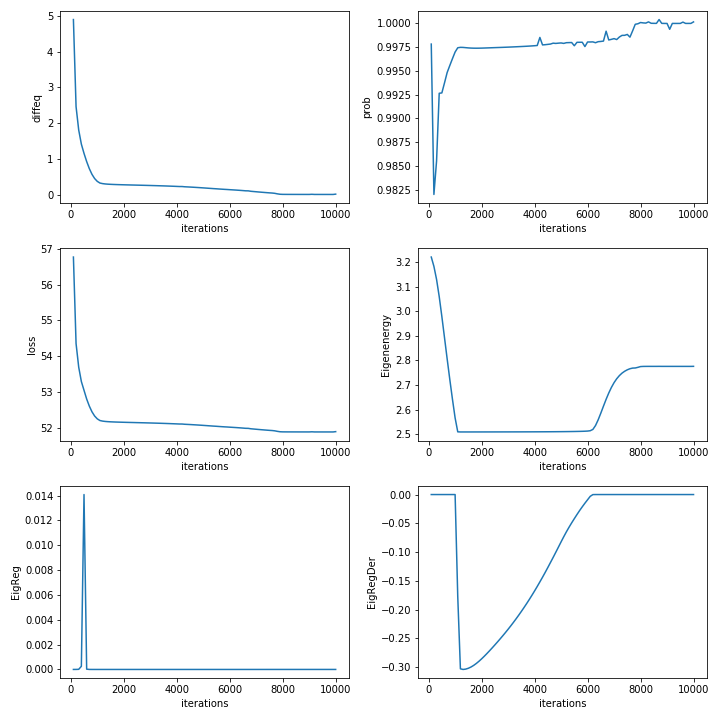 5
4
3
2
1
0
diffeq
0 2000 4000 6000 8000 10000
iterations
1.0000
0.9975
0.9950
0.9925
0.9900
0.9875
0.9850
0.9825
prob
0 2000 4000 6000 8000 10000
iterations
57
56
55
54
53
52
loss
0 2000 4000 6000 8000 10000
iterations
3.2
3.1
3.0
2.9
2.8
2.7
2.6
2.5
Eigenenergy
0 2000 4000 6000 8000 10000
iterations
0.014
0.012
0.010
0.008
0.006
0.004
0.002
0.000
EigReg
0 2000 4000 6000 8000 10000
iterations
0.00
−0.05
−0.10
−0.15
−0.20
−0.25
−0.30
EigRegDer
0 2000 4000 6000 8000 10000
iterations